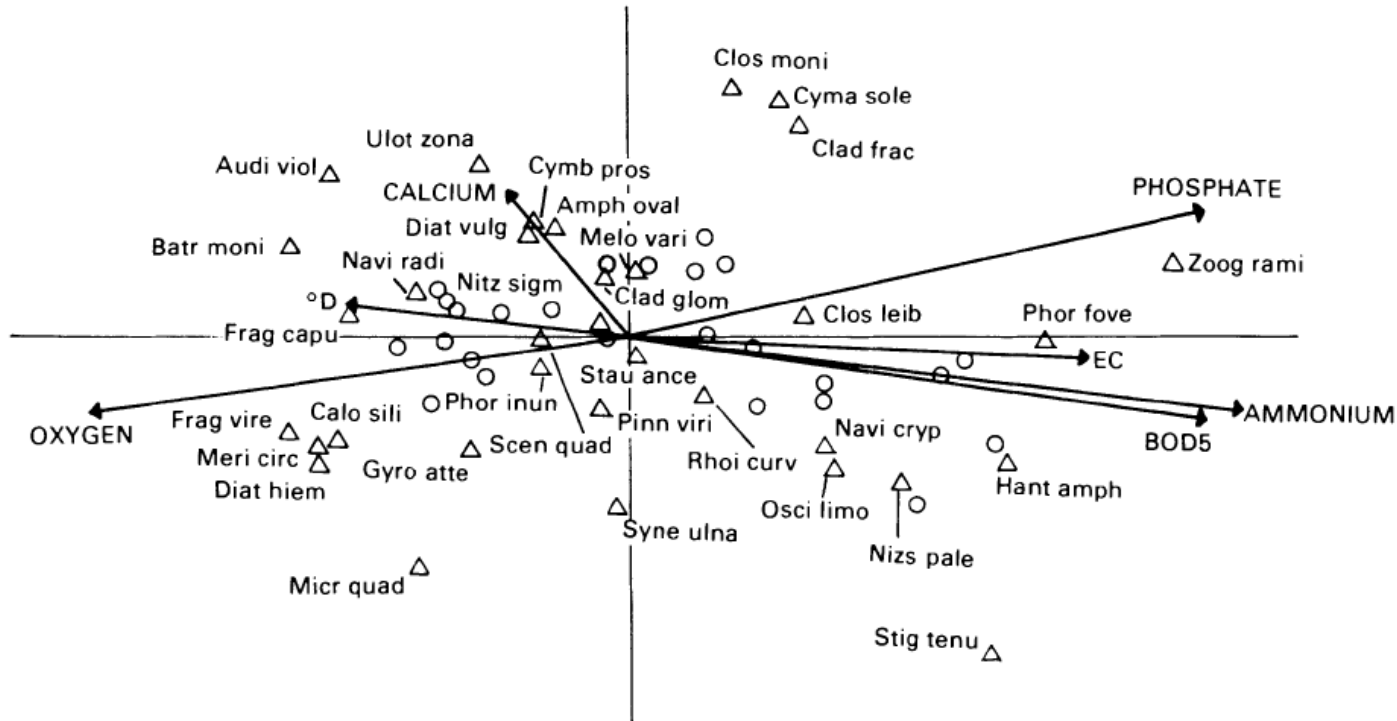 Clos moni
Cyma sole
Clad frac
Ulot zona
Audi viol
Cymb pros
CALCIUM
PHOSPHATE
Amph oval
Diat vulg
Melo vari
Batr moni
Navi radi
Zoog rami
Nitz sigm
°D
Clad glom
Clos leib
Phor fove
Frag capu
EC
Stau ance
Phor inun
OXYGEN
Frag vire
Calo sili
Pinn viri
AMMONIUM
Navi cryp
BOD5
Meri circ
Gyro atte
Scen quad
Rhoi curv
Diat hiem
Hant amph
Osci limo
Syne ulna
Nizs pale
Micr quad
Stig tenu